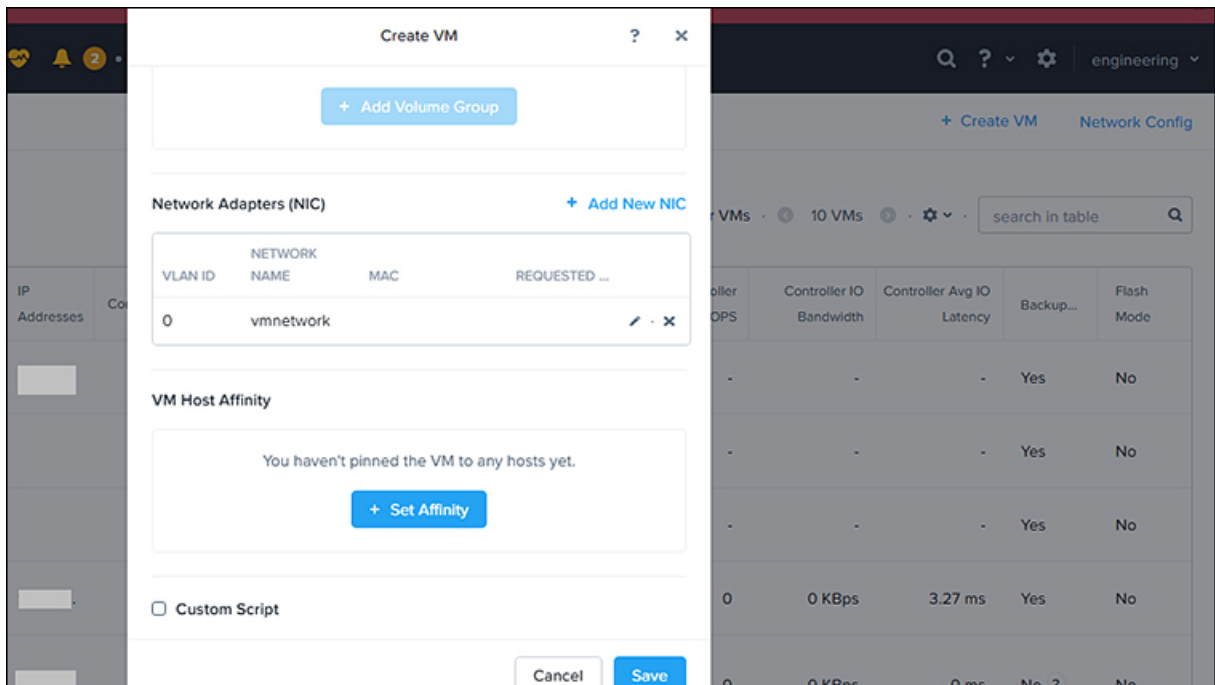 Create VM ? ×
2
? engineering
+ Add Volume Group
+ Create VM Network Config
Network Adapters (NIC) + Add New NIC
VMs · 10 VMs · · search in table
VLAN ID NETWORK NAME MAC REQUESTED ...
0 vmnetwork
IP Addresses Controller IO Bandwidth Controller Avg IO Latency Backup... Flash Mode
- - - Yes No
VM Host Affinity
You haven't pinned the VM to any hosts yet.
+ Set Affinity
- - - Yes No
- - - Yes No
Custom Script
0 0 KBps 3.27 ms Yes No
Cancel Save